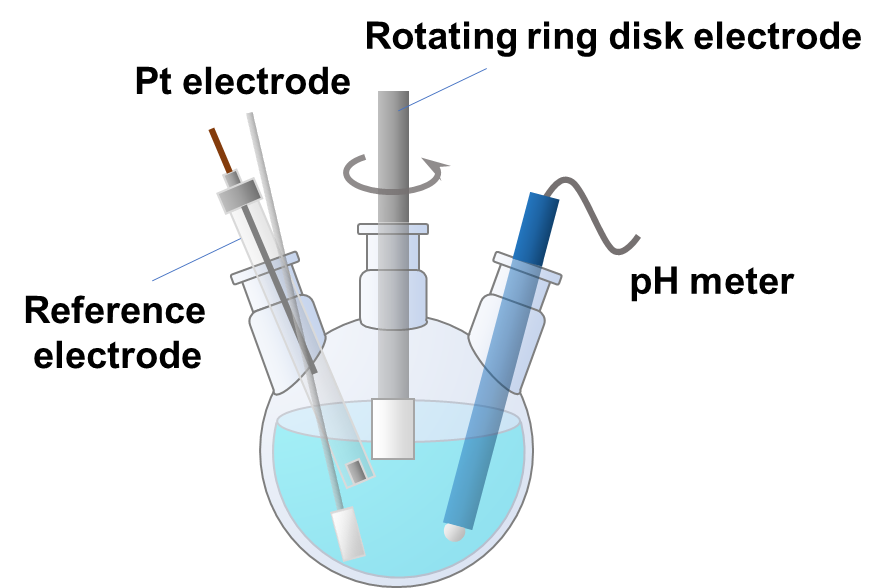 Rotating ring disk electrode
Pt electrode
pH meter
Reference
electrode